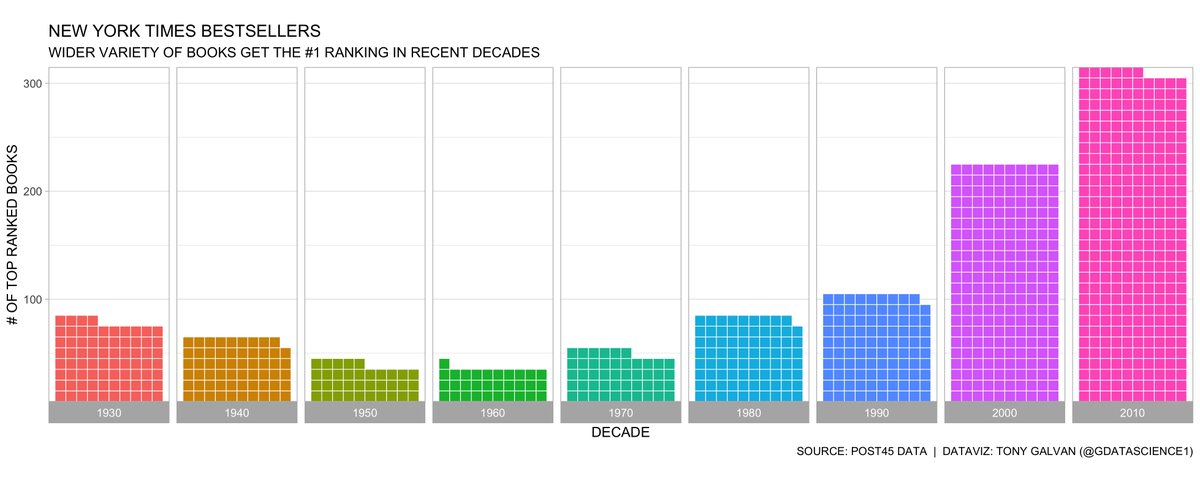 NEW YORK TIMES BESTSELLERS
WIDER VARIETY OF BOOKS GET THE #1 RANKING IN RECENT DECADES
# OF TOP RANKED BOOKS
300
200
100
1930 1940 1950 1960 1970 1980 1990 2000 2010
DECADE
SOURCE: POST45 DATA | DATAVIZ: TONY GALVAN (@GDATASCIENCE1)